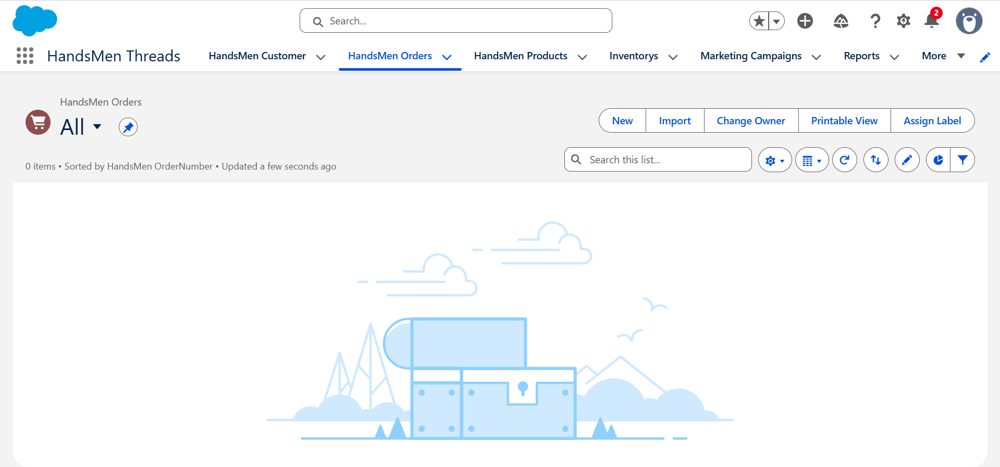 Search...
2
HandsMen Threads
HandsMen Customer
HandsMen Orders
HandsMen Products
Inventorys
Marketing Campaigns
Reports
More
HandsMen Orders
All
New
Import
Change Owner
Printable View
Assign Label
0 items • Sorted by HandsMen OrderNumber • Updated a few seconds ago
Search this list...